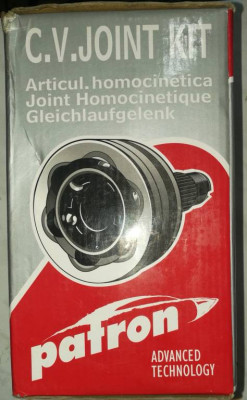 C.V.JOINT KIT
Articul.homocinetica
Joint Homocinetique
Gleichlaufgelenk
patron
ADVANCED
TECHNOLOGY